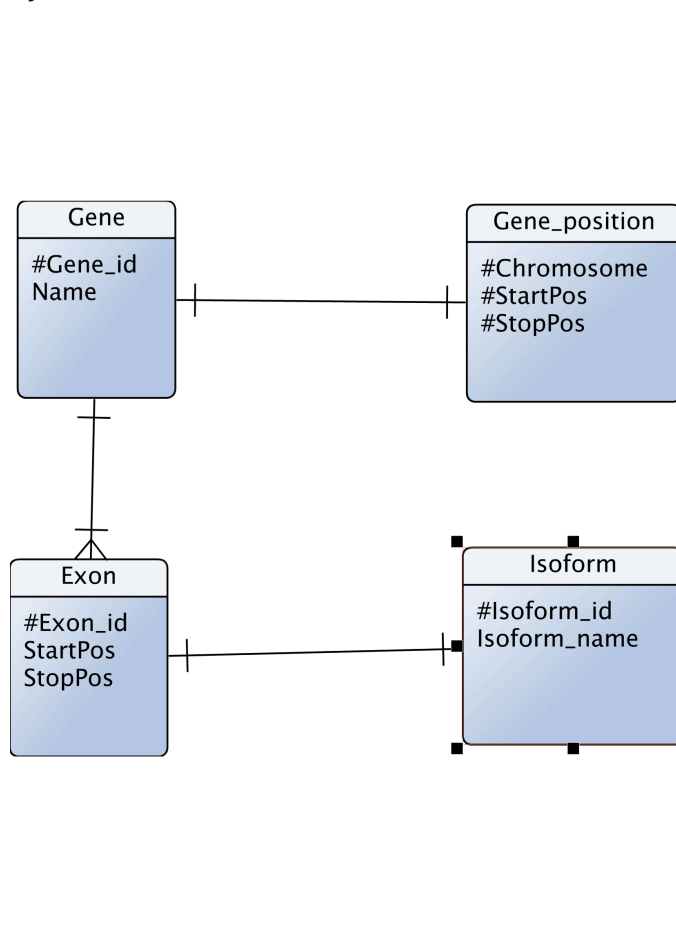 Gene
#Gene_id
Name
Gene_position
#Chromosome
#StartPos
#StopPos
Exon
#Exon_id
StartPos
StopPos
Isoform
#Isoform_id
Isoform_name